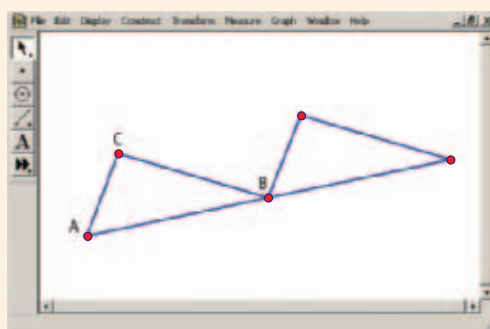 File Edit Display Construct Transform Measure Graph Window Help
C
B
A
A